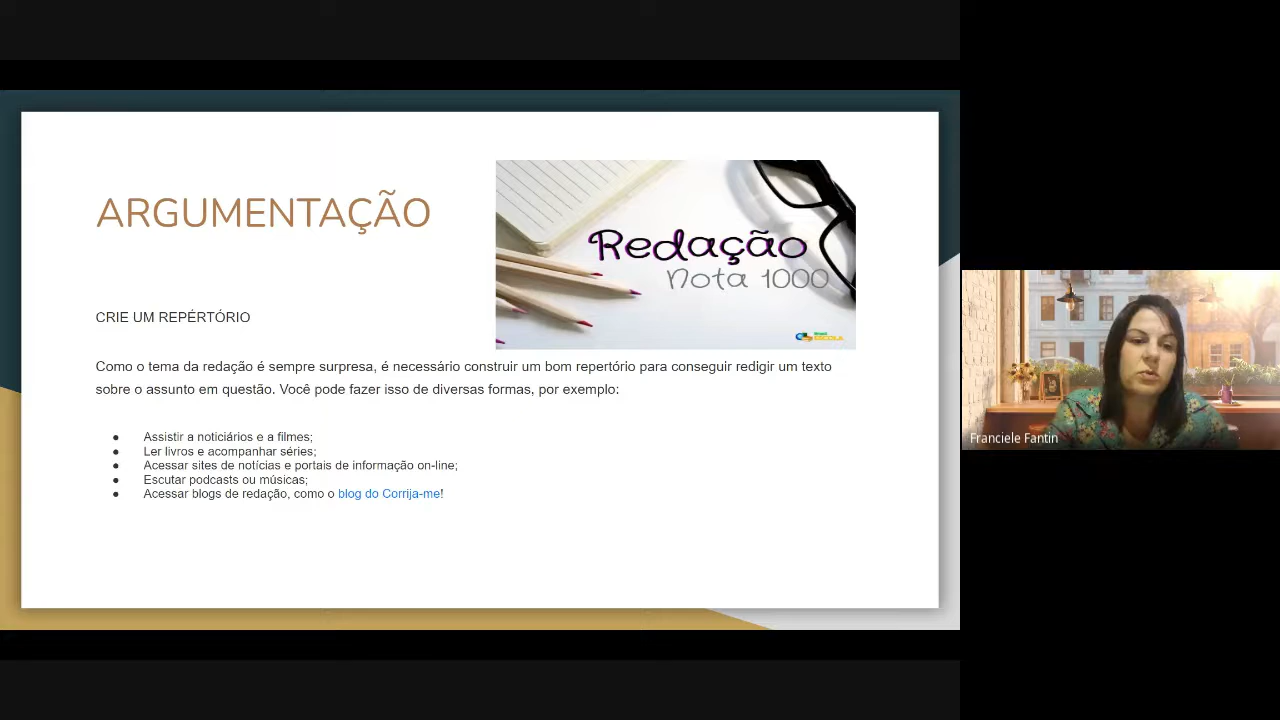 ARGUMENTAÇÃO
Redação
Nota 1000
Brasil
ESCOLA
CRIE UM REPÉRTÓRIO
Como o tema da redação é sempre surpresa, é necessário construir um bom repertório para conseguir redigir um texto
sobre o assunto em questão. Você pode fazer isso de diversas formas, por exemplo:
● Assistir a noticiários e a filmes;
● Ler livros e acompanhar séries;
● Acessar sites de notícias e portais de informação on-line;
● Escutar podcasts ou músicas;
● Acessar blogs de redação, como o blog do Corrija-me!
Franciele Fantin